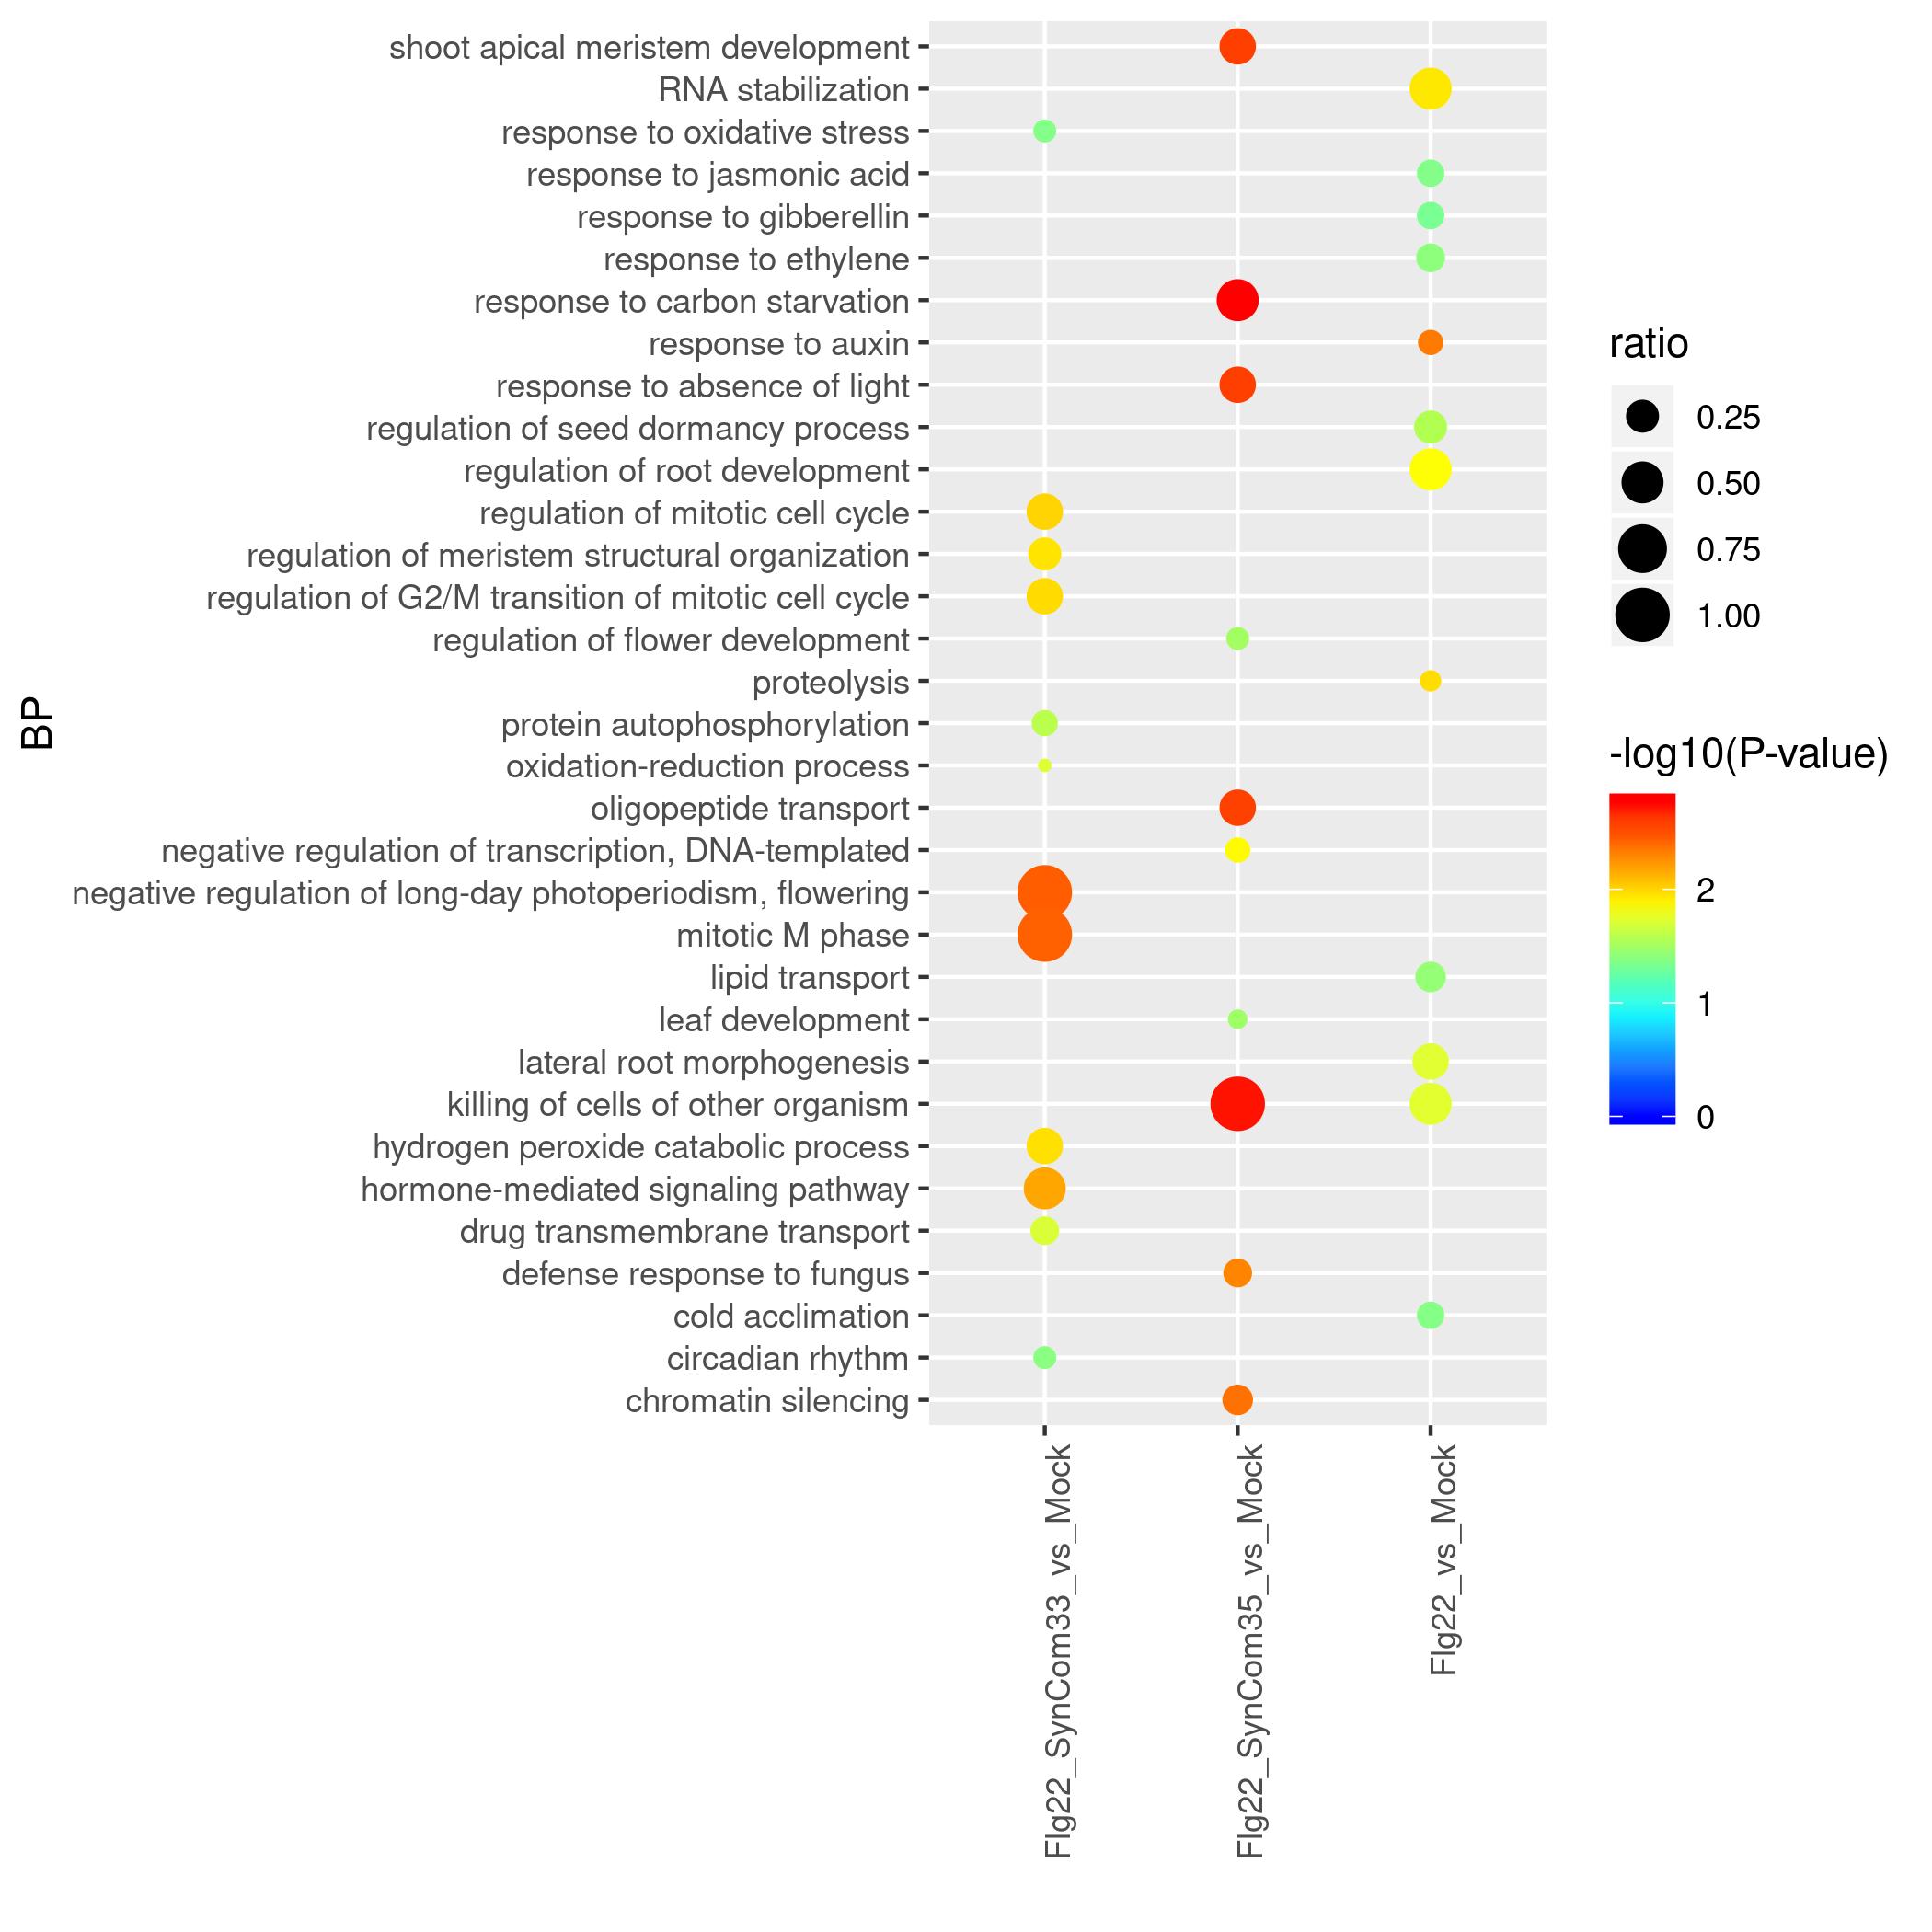 shoot apical meristem development
RNA stabilization
response to oxidative stress
response to jasmonic acid
response to gibberellin
response to ethylene
response to carbon starvation
response to auxin
response to absence of light
regulation of seed dormancy process
regulation of root development
regulation of mitotic cell cycle
regulation of meristem structural organization
regulation of G2/M transition of mitotic cell cycle
regulation of flower development
proteolysis
protein autophosphorylation
oxidation-reduction process
oligopeptide transport
negative regulation of transcription, DNA-templated
negative regulation of long-day photoperiodism, flowering
mitotic M phase
lipid transport
leaf development
lateral root morphogenesis
killing of cells of other organism
hydrogen peroxide catabolic process
hormone-mediated signaling pathway
drug transmembrane transport
defense response to fungus
cold acclimation
circadian rhythm
chromatin silencing
BP
Flg22_SynCom33_vs_Mock
Flg22_SynCom35_vs_Mock
Flg22_vs_Mock
ratio
0.25
0.50
0.75
1.00
-log10(P-value)
2
1
0